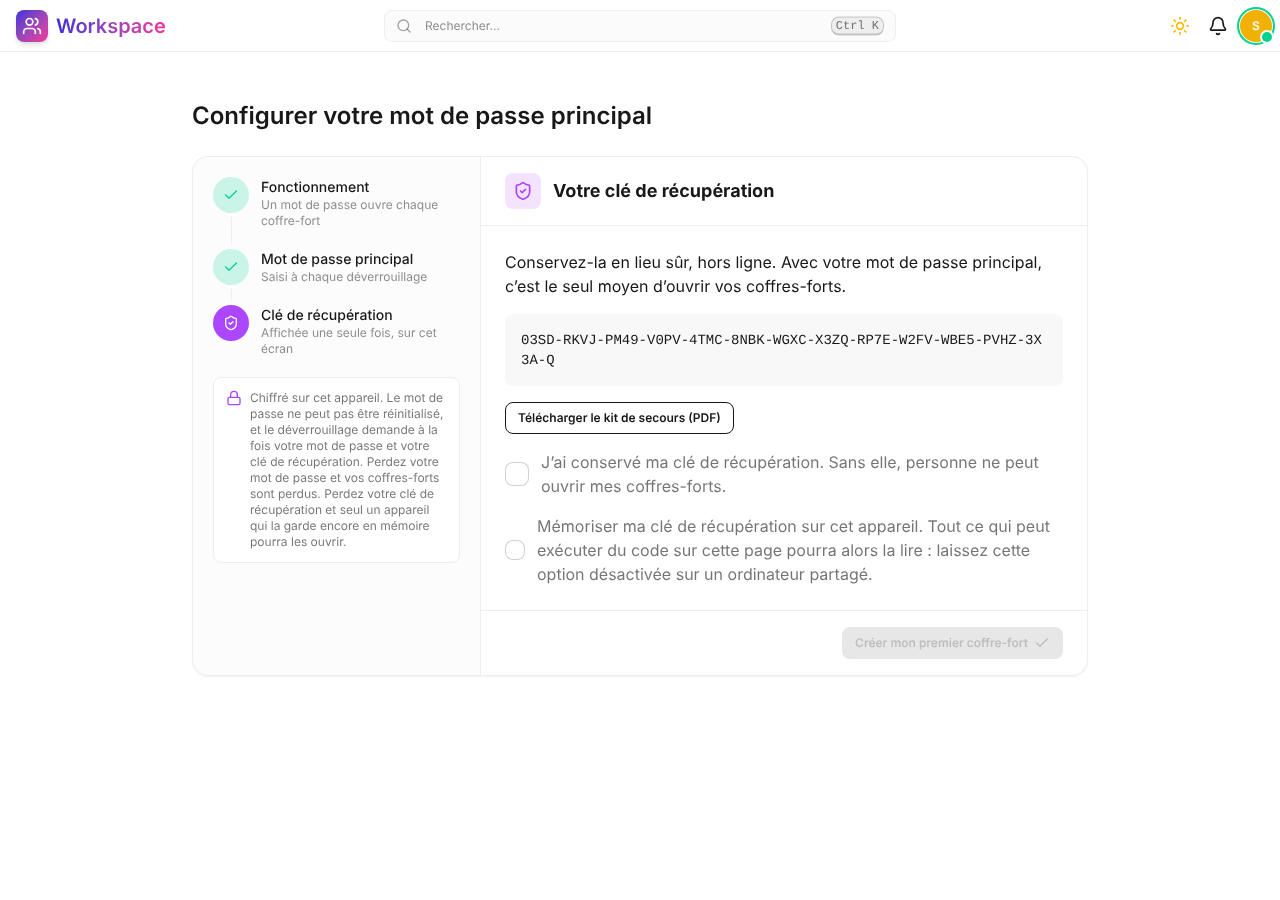 Workspace
Rechercher...
Ctrl K
S
Configurer votre mot de passe principal
Fonctionnement
Un mot de passe ouvre chaque
coffre-fort
Mot de passe principal
Saisi à chaque déverrouillage
Clé de récupération
Affichée une seule fois, sur cet
écran
Chiffré sur cet appareil. Le mot de
passe ne peut pas être réinitialisé,
et le déverrouillage demande à la
fois votre mot de passe et votre
clé de récupération. Perdez votre
mot de passe et vos coffres-forts
sont perdus. Perdez votre clé de
récupération et seul un appareil
qui la garde encore en mémoire
pourra les ouvrir.
Votre clé de récupération
Conservez-la en lieu sûr, hors ligne. Avec votre mot de passe principal,
c’est le seul moyen d’ouvrir vos coffres-forts.
03SD-RKVJ-PM49-V0PV-4TMC-8NBK-WGXC-X3ZQ-RP7E-W2FV-WBE5-PVHZ-3X
3A-Q
Télécharger le kit de secours (PDF)
J’ai conservé ma clé de récupération. Sans elle, personne ne peut
ouvrir mes coffres-forts.
Mémoriser ma clé de récupération sur cet appareil. Tout ce qui peut
exécuter du code sur cette page pourra alors la lire : laissez cette
option désactivée sur un ordinateur partagé.
Créer mon premier coffre-fort